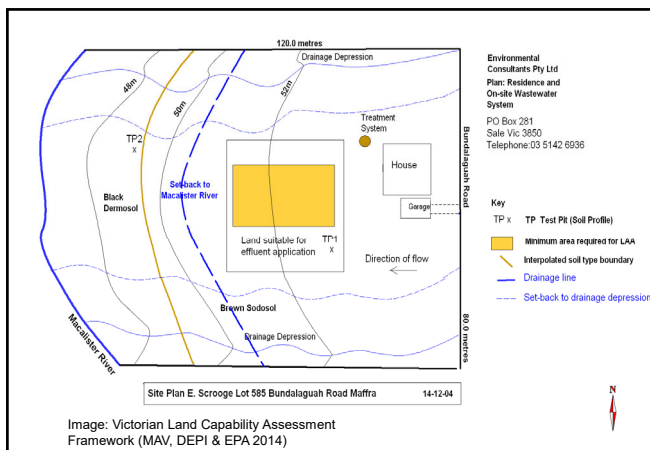 120.0 metres
Drainage Depression
48m
50m
52m
TP2
x
Treatment
System
House
Set-back to
Macalister River
Black
Dermosol
Garage
Bundalaguah Road
Land suitable for
effluent application
TP1
x
Direction of flow
Brown Sodosol
Drainage Depression
80.0 metres
Macalister River
Site Plan E. Scrooge Lot 585 Bundalaguah Road Maffra 14-12-04
Environmental
Consultants Pty Ltd
Plan: Residence and
On-site Wastewater
System
PO Box 281
Sale Vic 3850
Telephone:03 5142 6936
Key
TP x TP Test Pit (Soil Profile)
Minimum area required for LAA
Interpolated soil type boundary
Drainage line
Set-back to drainage depression
N
Image: Victorian Land Capability Assessment
Framework (MAV, DEPI & EPA 2014)